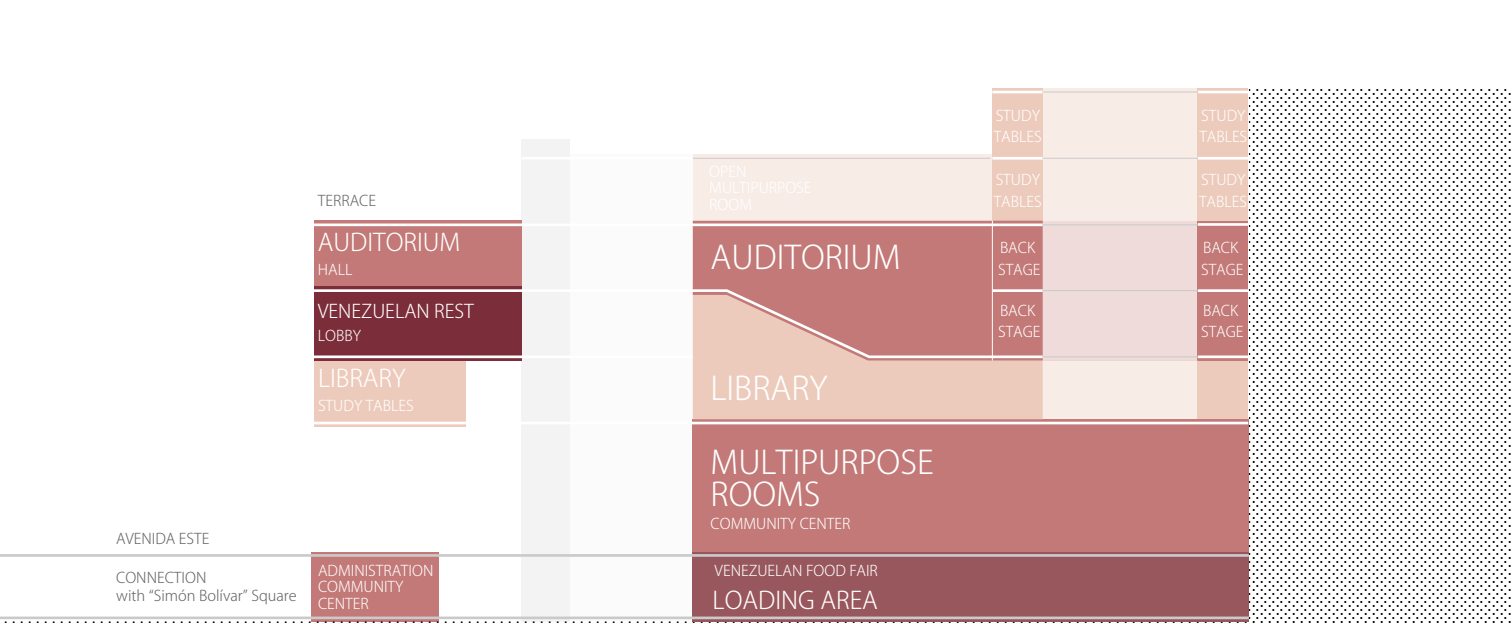 STUDY
TABLES
STUDY
TABLES
OPEN
MULTIPURPOSE
ROOM
STUDY
TABLES
STUDY
TABLES
TERRACE
AUDITORIUM
HALL
AUDITORIUM
BACK
STAGE
BACK
STAGE
VENEZUELAN REST
LOBBY
BACK
STAGE
BACK
STAGE
LIBRARY
STUDY TABLES
LIBRARY
MULTIPURPOSE
ROOMS
COMMUNITY CENTER
AVENIDA ESTE
CONNECTION
with “Simón Bolívar” Square
ADMINISTRATION
COMMUNITY
CENTER
VENEZUELAN FOOD FAIR
LOADING AREA